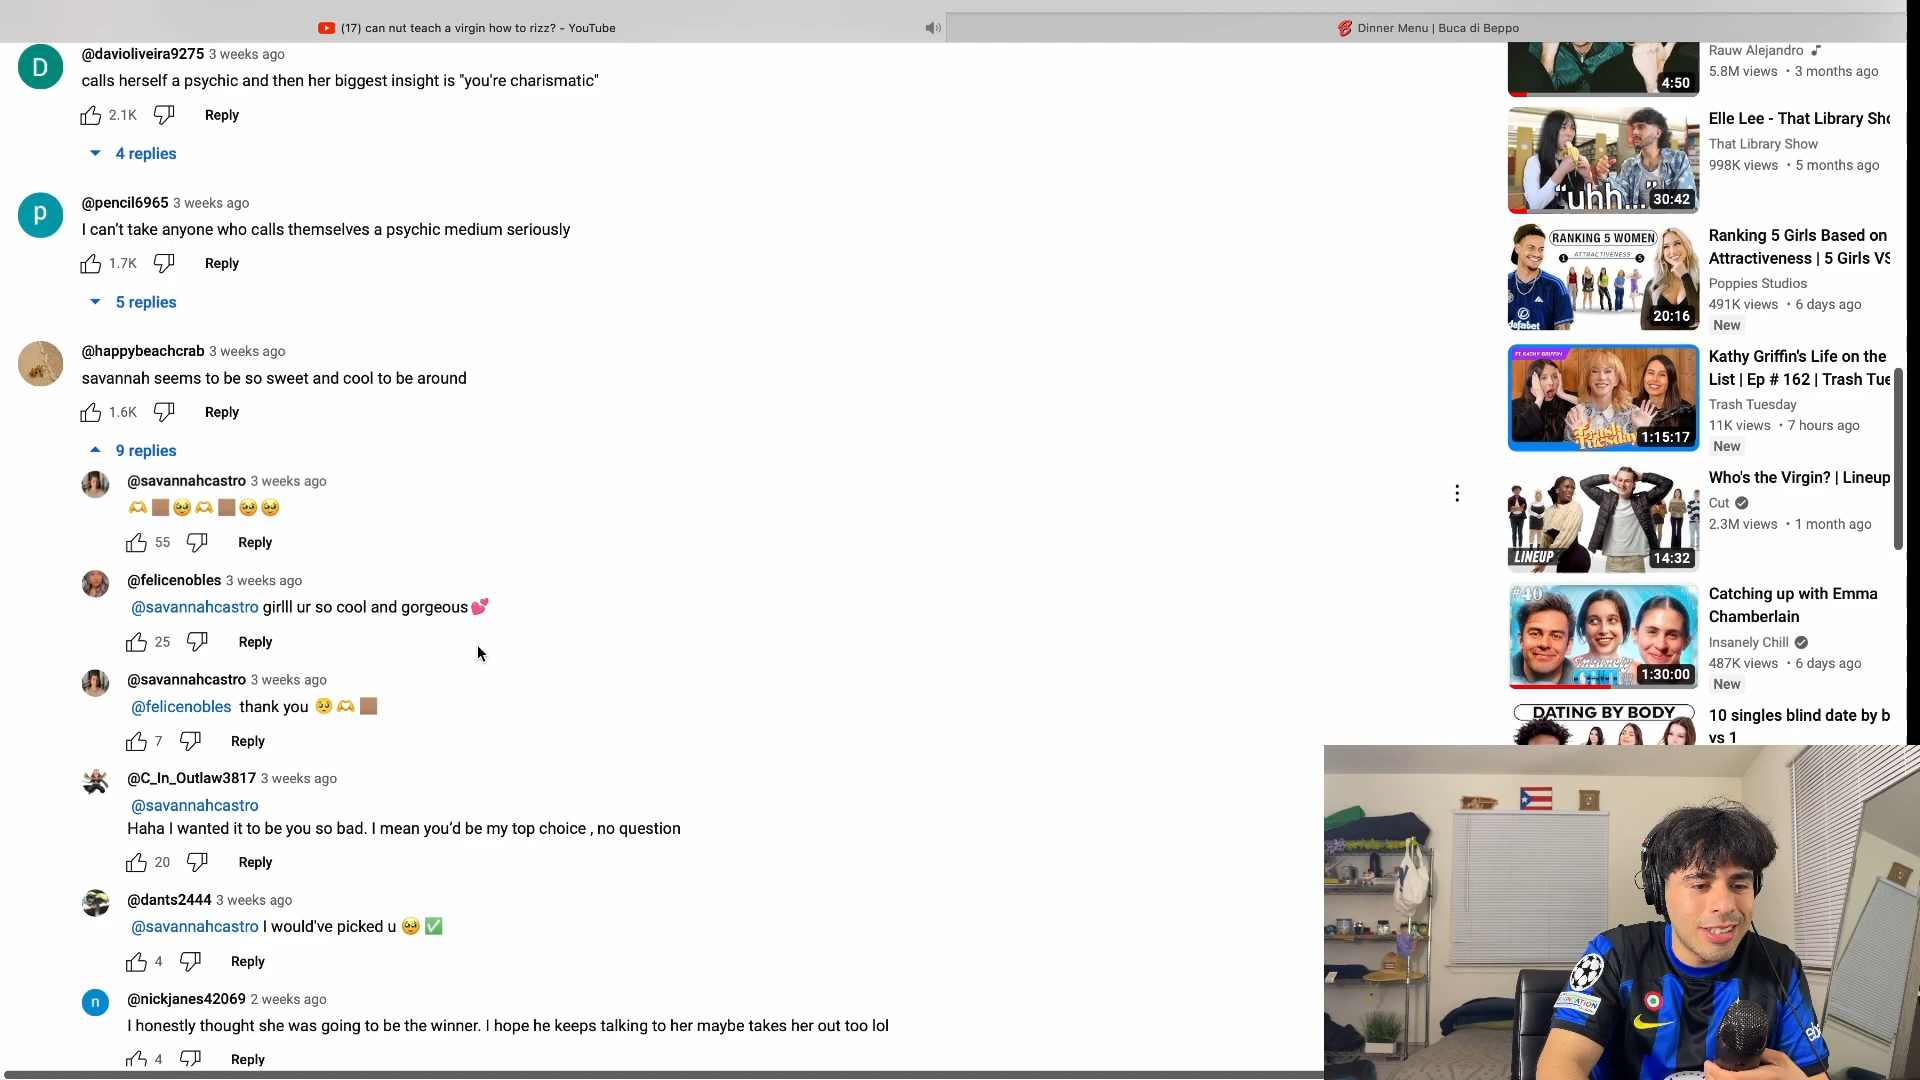 (17) can nut teach a virgin how to rizz? - YouTube
Dinner Menu | Buca di Beppo
D
@davioliveira9275 3 weeks ago
calls herself a psychic and then her biggest insight is "you're charismatic"
2.1K Reply
4 replies
p
@pencil6965 3 weeks ago
I can’t take anyone who calls themselves a psychic medium seriously
1.7K Reply
5 replies
@happybeachcrab 3 weeks ago
savannah seems to be so sweet and cool to be around
1.6K Reply
9 replies
@savannahcastro 3 weeks ago
🫶🏽🥹🫶🏽🥹🥹
55 Reply
@felicenobles 3 weeks ago
@savannahcastro girlll ur so cool and gorgeous💕
25 Reply
@savannahcastro 3 weeks ago
@felicenobles thank you 🥺🫶🏽
7 Reply
@C_In_Outlaw3817 3 weeks ago
@savannahcastro
Haha I wanted it to be you so bad. I mean you’d be my top choice , no question
20 Reply
@dants2444 3 weeks ago
@savannahcastro I would've picked u 🥹 ✅
4 Reply
n
@nickjanes42069 2 weeks ago
I honestly thought she was going to be the winner. I hope he keeps talking to her maybe takes her out too lol
4 Reply
4:50
Rauw Alejandro
5.8M views • 3 months ago
“uhh...”
30:42
Elle Lee - That Library Sho
That Library Show
998K views • 5 months ago
RANKING 5 WOMEN
1 ATTRACTIVENESS 5
dafabet
20:16
Ranking 5 Girls Based on
Attractiveness | 5 Girls VS
Poppies Studios
491K views • 6 days ago
New
FT. KATHY GRIFFIN
Trash
Tuesday
1:15:17
Kathy Griffin's Life on the
List | Ep # 162 | Trash Tue
Trash Tuesday
11K views • 7 hours ago
New
LINEUP
14:32
Who's the Virgin? | Lineup
Cut
2.3M views • 1 month ago
#40
insanely
chill
1:30:00
Catching up with Emma
Chamberlain
Insanely Chill
487K views • 6 days ago
New
DATING BY BODY
10 singles blind date by b
vs 1